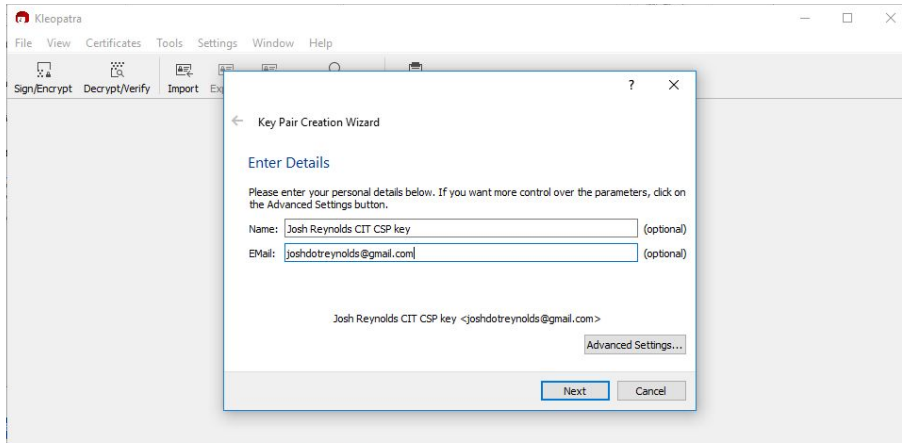 Kleopatra
File View Certificates Tools Settings Window Help
Sign/Encrypt Decrypt/Verify Import
? X
Key Pair Creation Wizard
Enter Details
Please enter your personal details below. If you want more control over the parameters, click on
the Advanced Settings button.
Name: Josh Reynolds CIT CSP key (optional)
EMail: joshdotreynolds@gmail.com (optional)
Josh Reynolds CIT CSP key <joshdotreynolds@gmail.com>
Advanced Settings...
Next Cancel